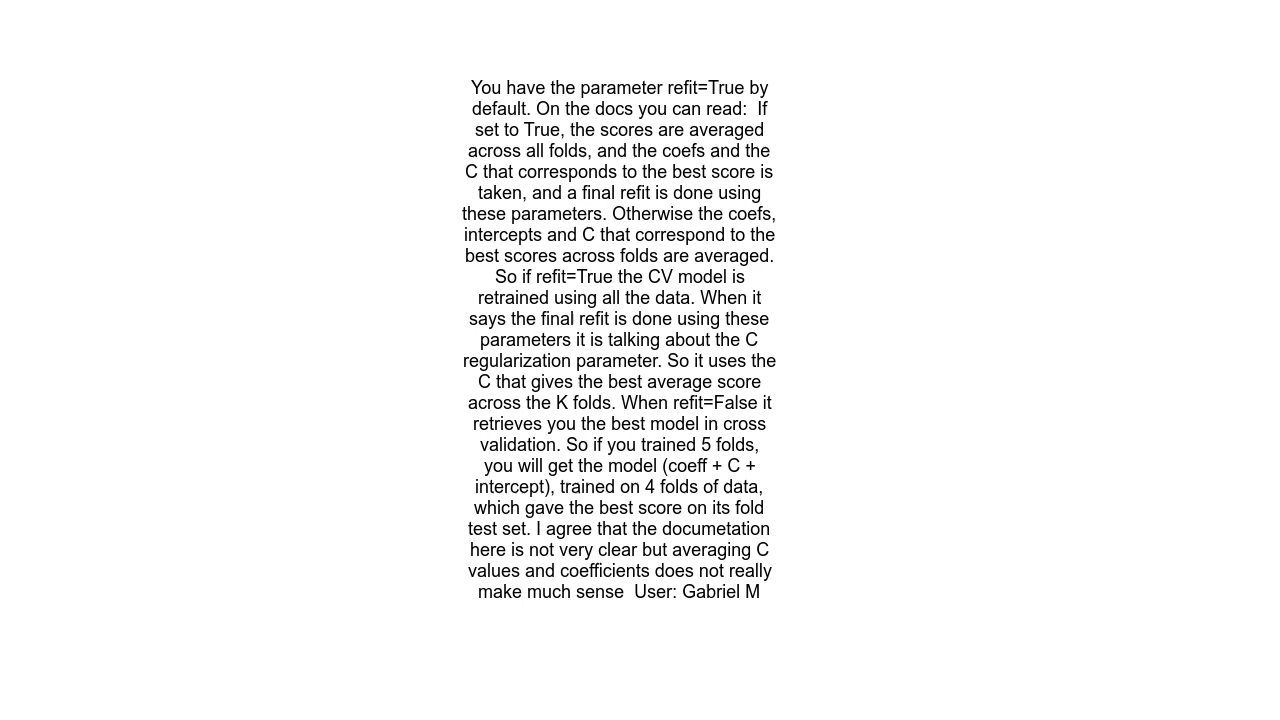 You have the parameter refit=True by
default. On the docs you can read:  If
set to True, the scores are averaged
across all folds, and the coefs and the
C that corresponds to the best score is
taken, and a final refit is done using
these parameters. Otherwise the coefs,
intercepts and C that correspond to the
best scores across folds are averaged.
So if refit=True the CV model is
retrained using all the data. When it
says the final refit is done using these
parameters it is talking about the C
regularization parameter. So it uses the
C that gives the best average score
across the K folds. When refit=False it
retrieves you the best model in cross
validation. So if you trained 5 folds,
you will get the model (coeff + C +
intercept), trained on 4 folds of data,
which gave the best score on its fold
test set. I agree that the documetation
here is not very clear but averaging C
values and coefficients does not really
make much sense  User: Gabriel M